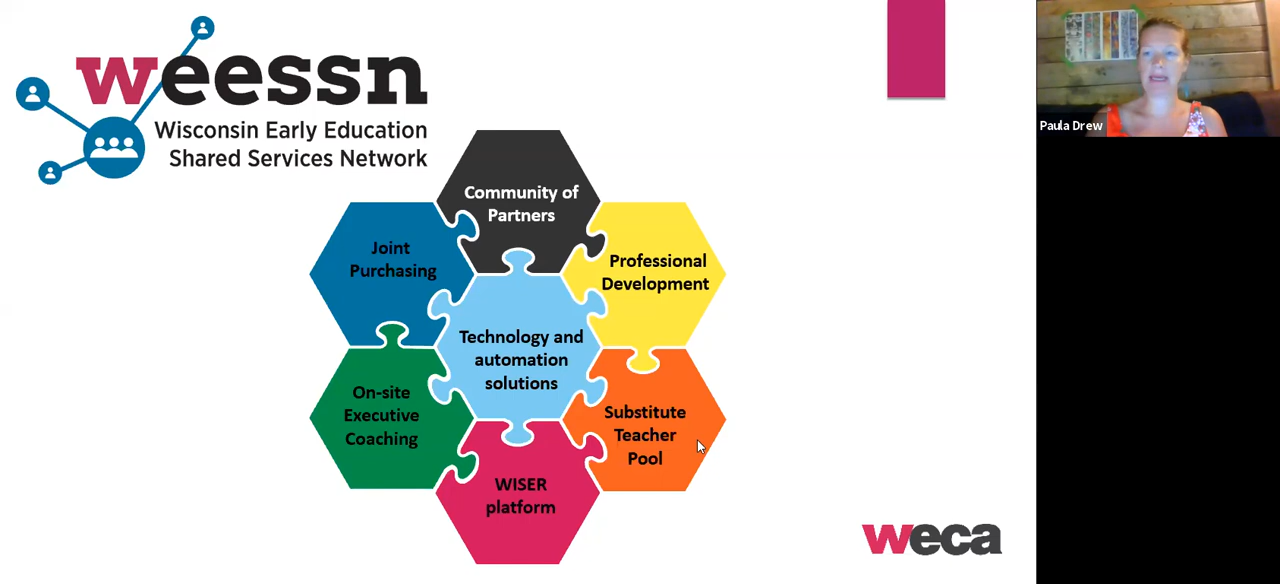 weessn
Wisconsin Early Education
Shared Services Network
Community of
Partners
Joint
Purchasing
Professional
Development
Technology and
automation
solutions
On-site
Executive
Coaching
Substitute
Teacher
Pool
WISER
platform
weca
Paula Drew